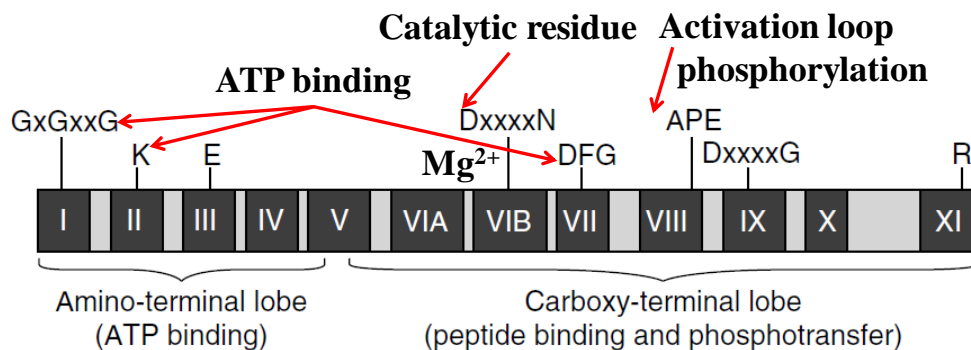 Catalytic residue
Activation loop
phosphorylation
ATP binding
GxGxxG
K
E
DxxxxN
Mg2+
DFG
APE
DxxxxG
R
I II III IV V VIA VIB VII VIII IX X XI
Amino-terminal lobe
(ATP binding)
Carboxy-terminal lobe
(peptide binding and phosphotransfer)